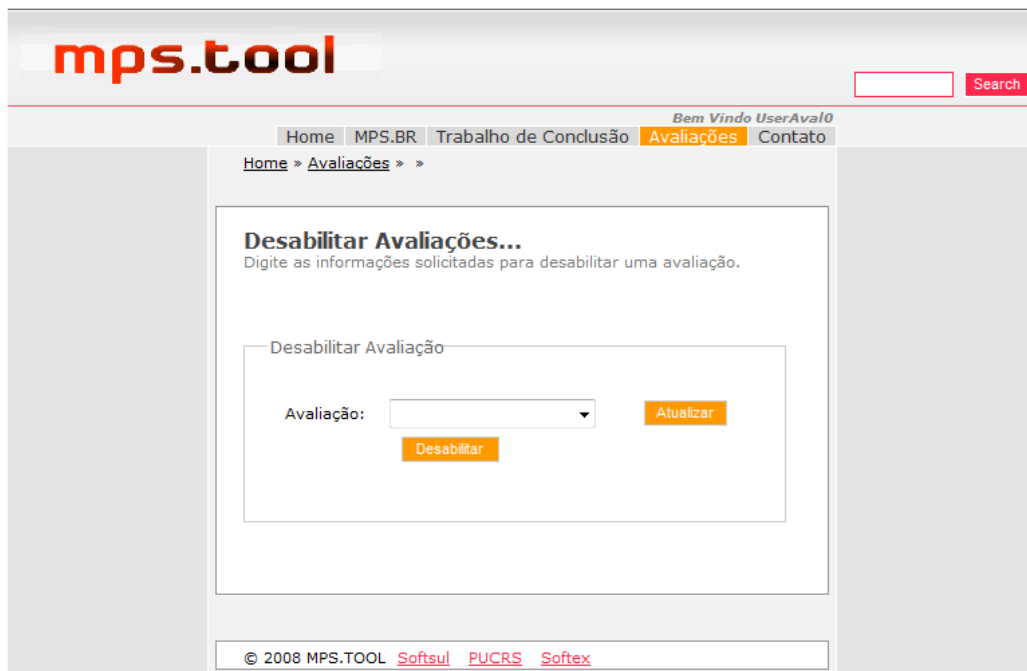 mps.tool
Search
Bem Vindo UserAval0
Home MPS.BR Trabalho de Conclusão Avaliações Contato
Home » Avaliações » »
Desabilitar Avaliações...
Digite as informações solicitadas para desabilitar uma avaliação.
Desabilitar Avaliação
Avaliação: Atualizar
Desabilitar
© 2008 MPS.TOOL Softsul PUCRS Softex